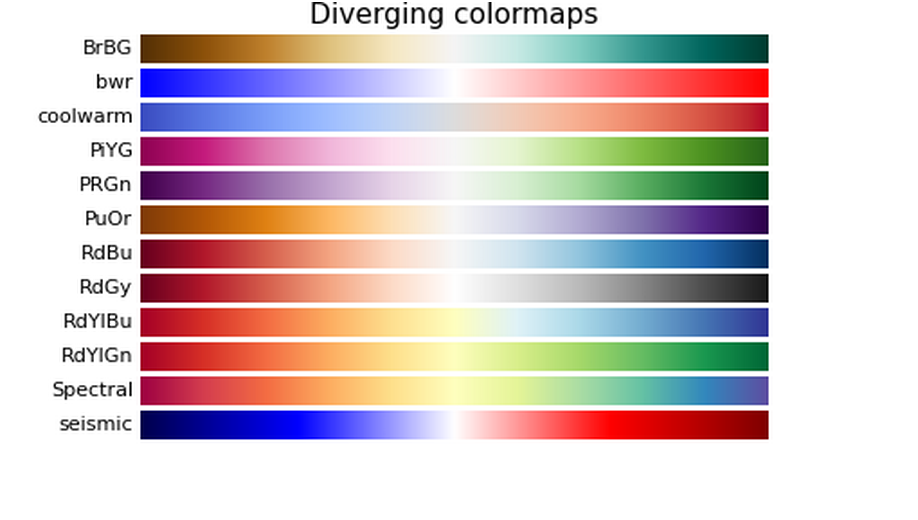 Diverging colormaps
BrBG
bwr
coolwarm
PiYG
PRGn
PuOr
RdBu
RdGy
RdYlBu
RdYlGn
Spectral
seismic